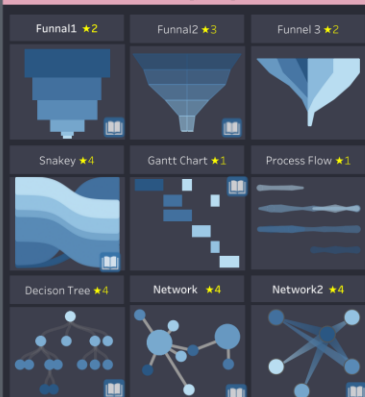 Funnal1 ★2
Funnal2 ★3
Funnel 3 ★2
Snakey ★4
Gantt Chart ★1
Process Flow ★1
Decison Tree ★4
Network ★4
Network2 ★4